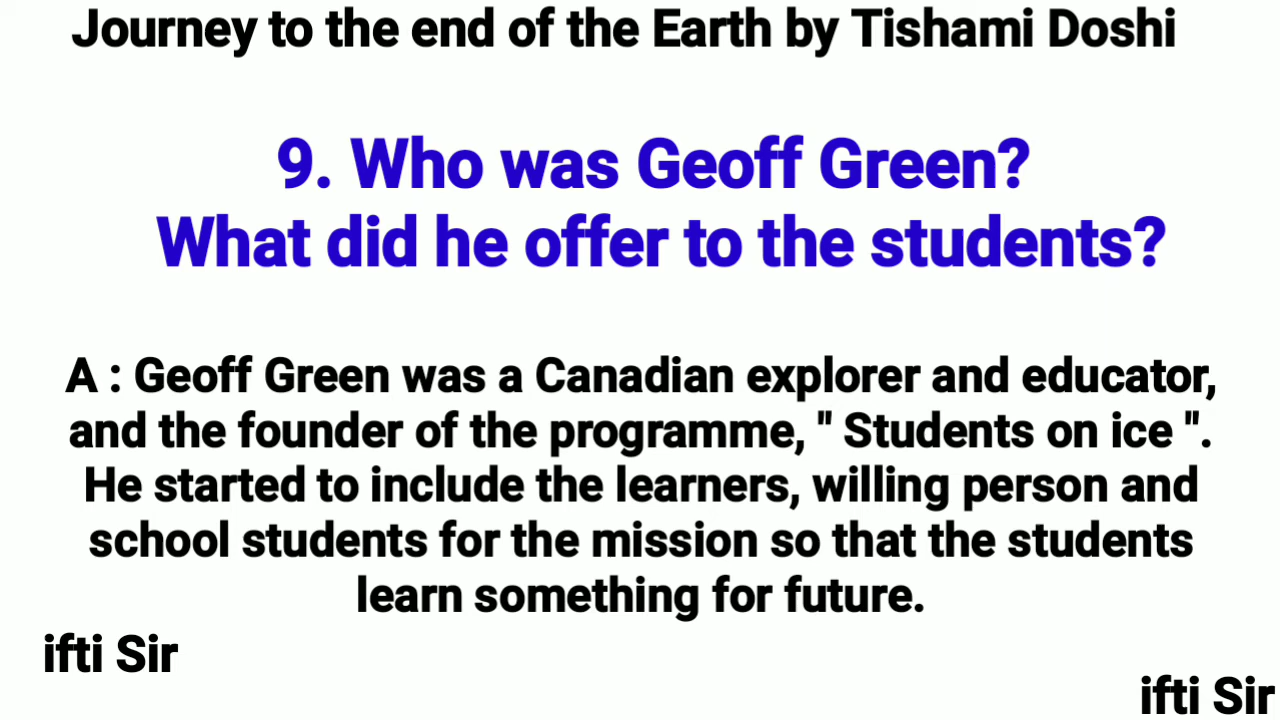 Journey to the end of the Earth by Tishami Doshi
9. Who was Geoff Green?
What did he offer to the students?
A : Geoff Green was a Canadian explorer and educator,
and the founder of the programme, " Students on ice ".
He started to include the learners, willing person and
school students for the mission so that the students
learn something for future.
ifti Sir
ifti Sir